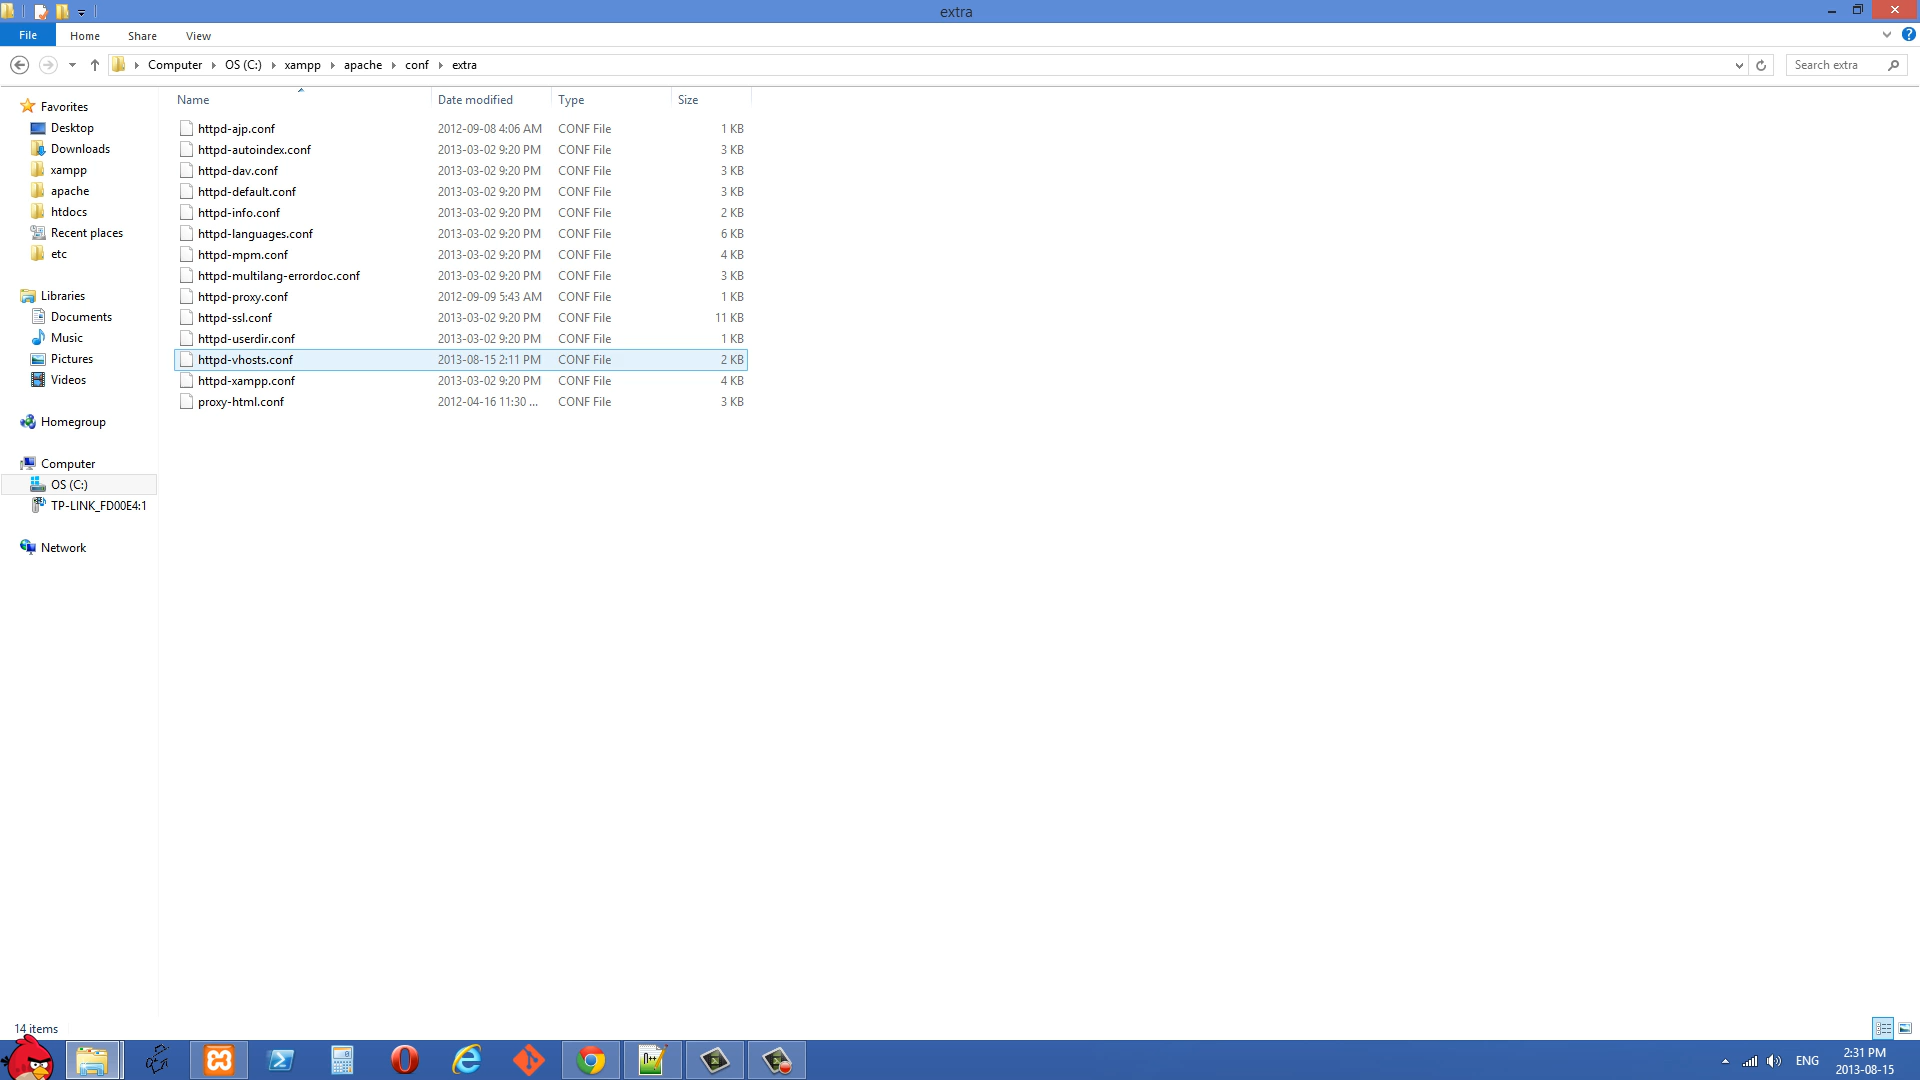 extra
File Home Share View
Computer OS (C:) xampp apache conf extra Search extra
Name Date modified Type Size
Favorites
Desktop
Downloads
xampp
apache
htdocs
Recent places
etc
Libraries
Documents
Music
Pictures
Videos
Homegroup
Computer
OS (C:)
TP-LINK_FD00E4:1
Network
httpd-ajp.conf 2012-09-08 4:06 AM CONF File 1 KB
httpd-autoindex.conf 2013-03-02 9:20 PM CONF File 3 KB
httpd-dav.conf 2013-03-02 9:20 PM CONF File 3 KB
httpd-default.conf 2013-03-02 9:20 PM CONF File 3 KB
httpd-info.conf 2013-03-02 9:20 PM CONF File 2 KB
httpd-languages.conf 2013-03-02 9:20 PM CONF File 6 KB
httpd-mpm.conf 2013-03-02 9:20 PM CONF File 4 KB
httpd-multilang-errordoc.conf 2013-03-02 9:20 PM CONF File 3 KB
httpd-proxy.conf 2012-09-09 5:43 AM CONF File 1 KB
httpd-ssl.conf 2013-03-02 9:20 PM CONF File 11 KB
httpd-userdir.conf 2013-03-02 9:20 PM CONF File 1 KB
httpd-vhosts.conf 2013-08-15 2:11 PM CONF File 2 KB
httpd-xampp.conf 2013-03-02 9:20 PM CONF File 4 KB
proxy-html.conf 2012-04-16 11:30 ... CONF File 3 KB
14 items
ENG 2:31 PM
2013-08-15